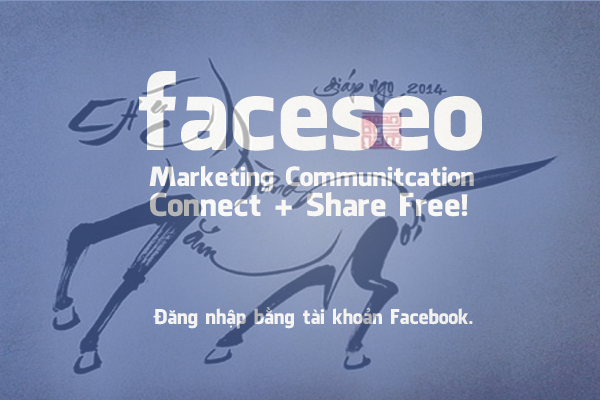 giáp ngọ 2014
faceseo
Marketing Communitcation
Connect + Share Free!
Đăng nhập bằng tài khoản Facebook.